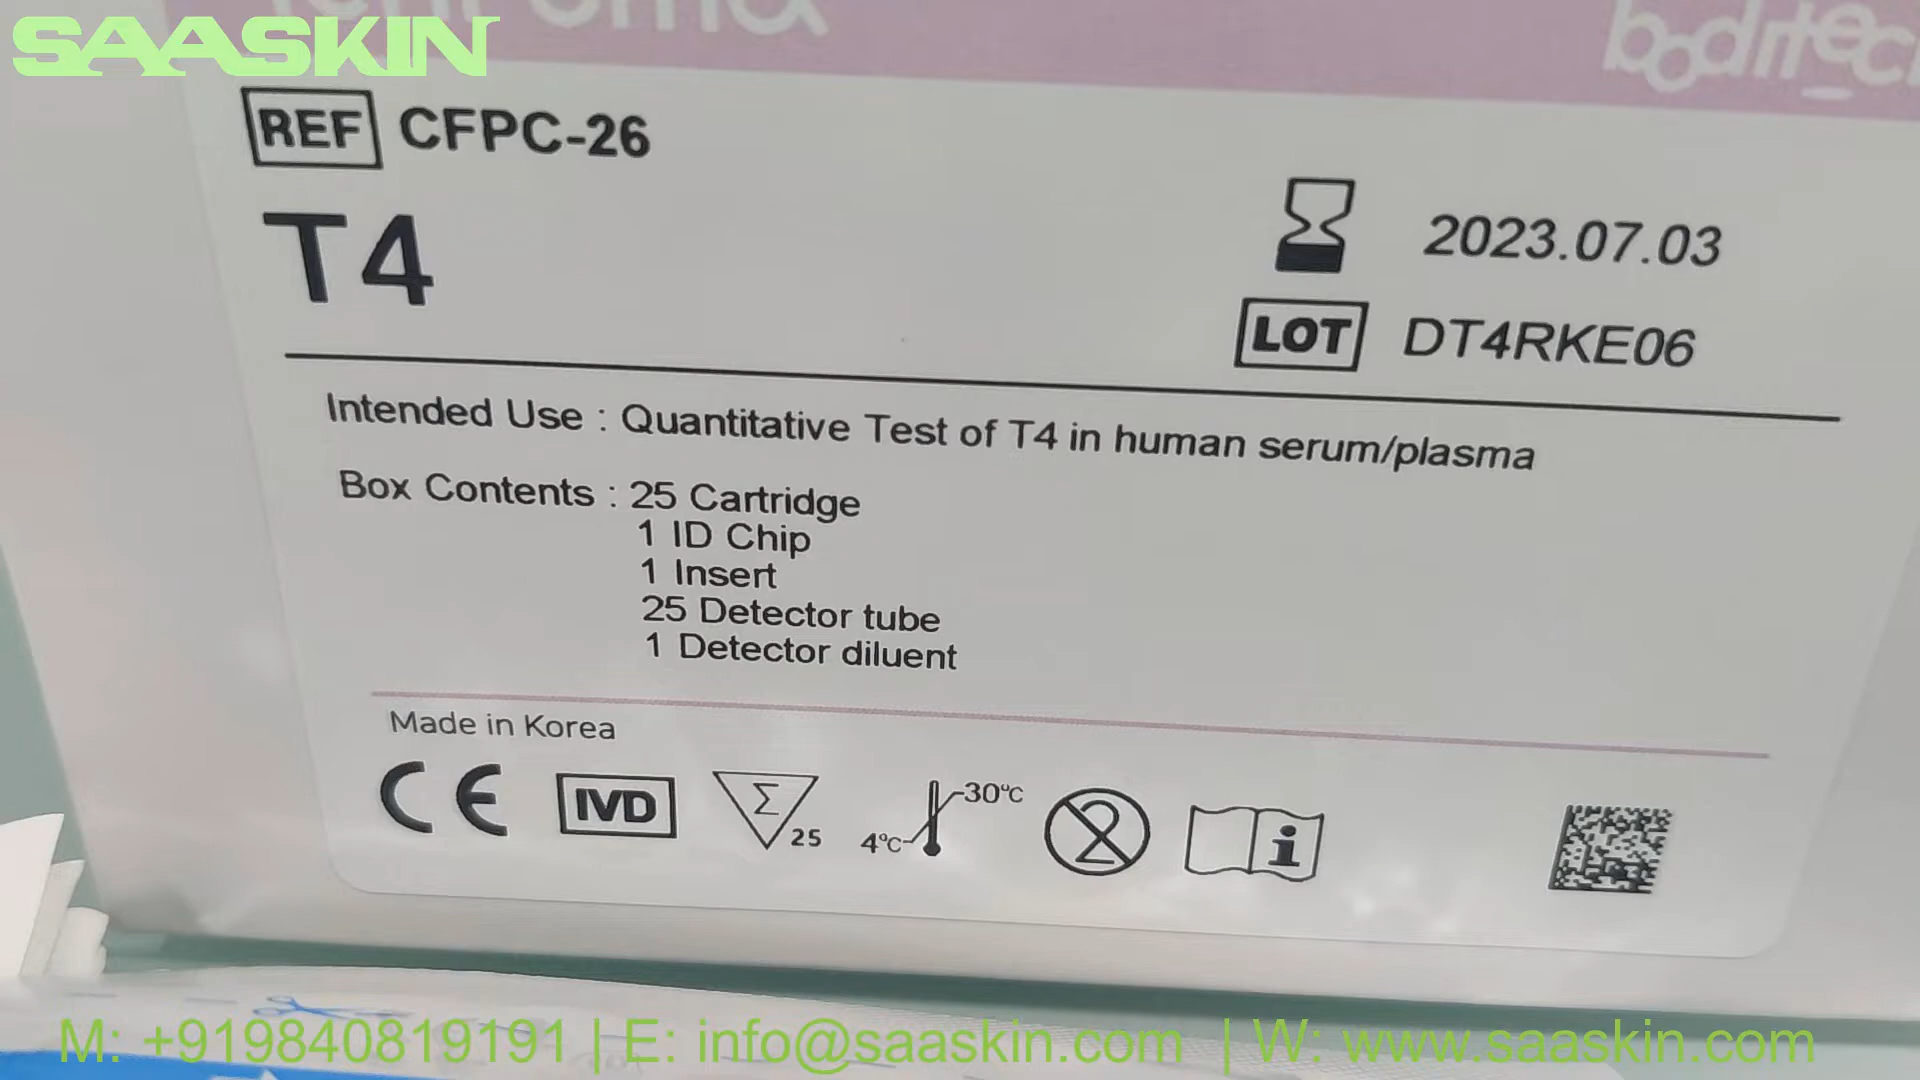 SAASKIN
REF CFPC-26
T4
2023.07.03
LOT DT4RKE06
Intended Use : Quantitative Test of T4 in human serum/plasma
Box Contents : 25 Cartridge
1 ID Chip
1 Insert
25 Detector tube
1 Detector diluent
Made in Korea
CE IVD Σ 25 4°C 30°C 2 i
M: +919840819191 | E: info@saaskin.com | W: www.saaskin.com